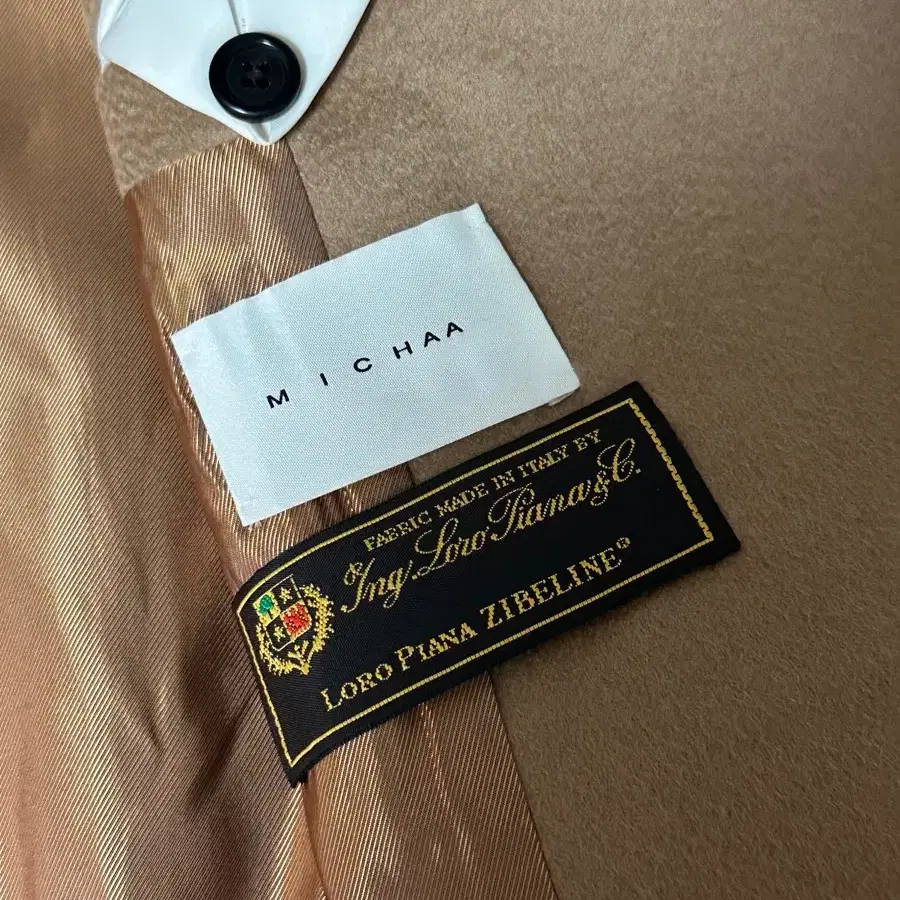 MICHAA
FABRIC MADE IN ITALY BY
Ing. Loro Piana & C.
LORO PIANA ZIBELINE®